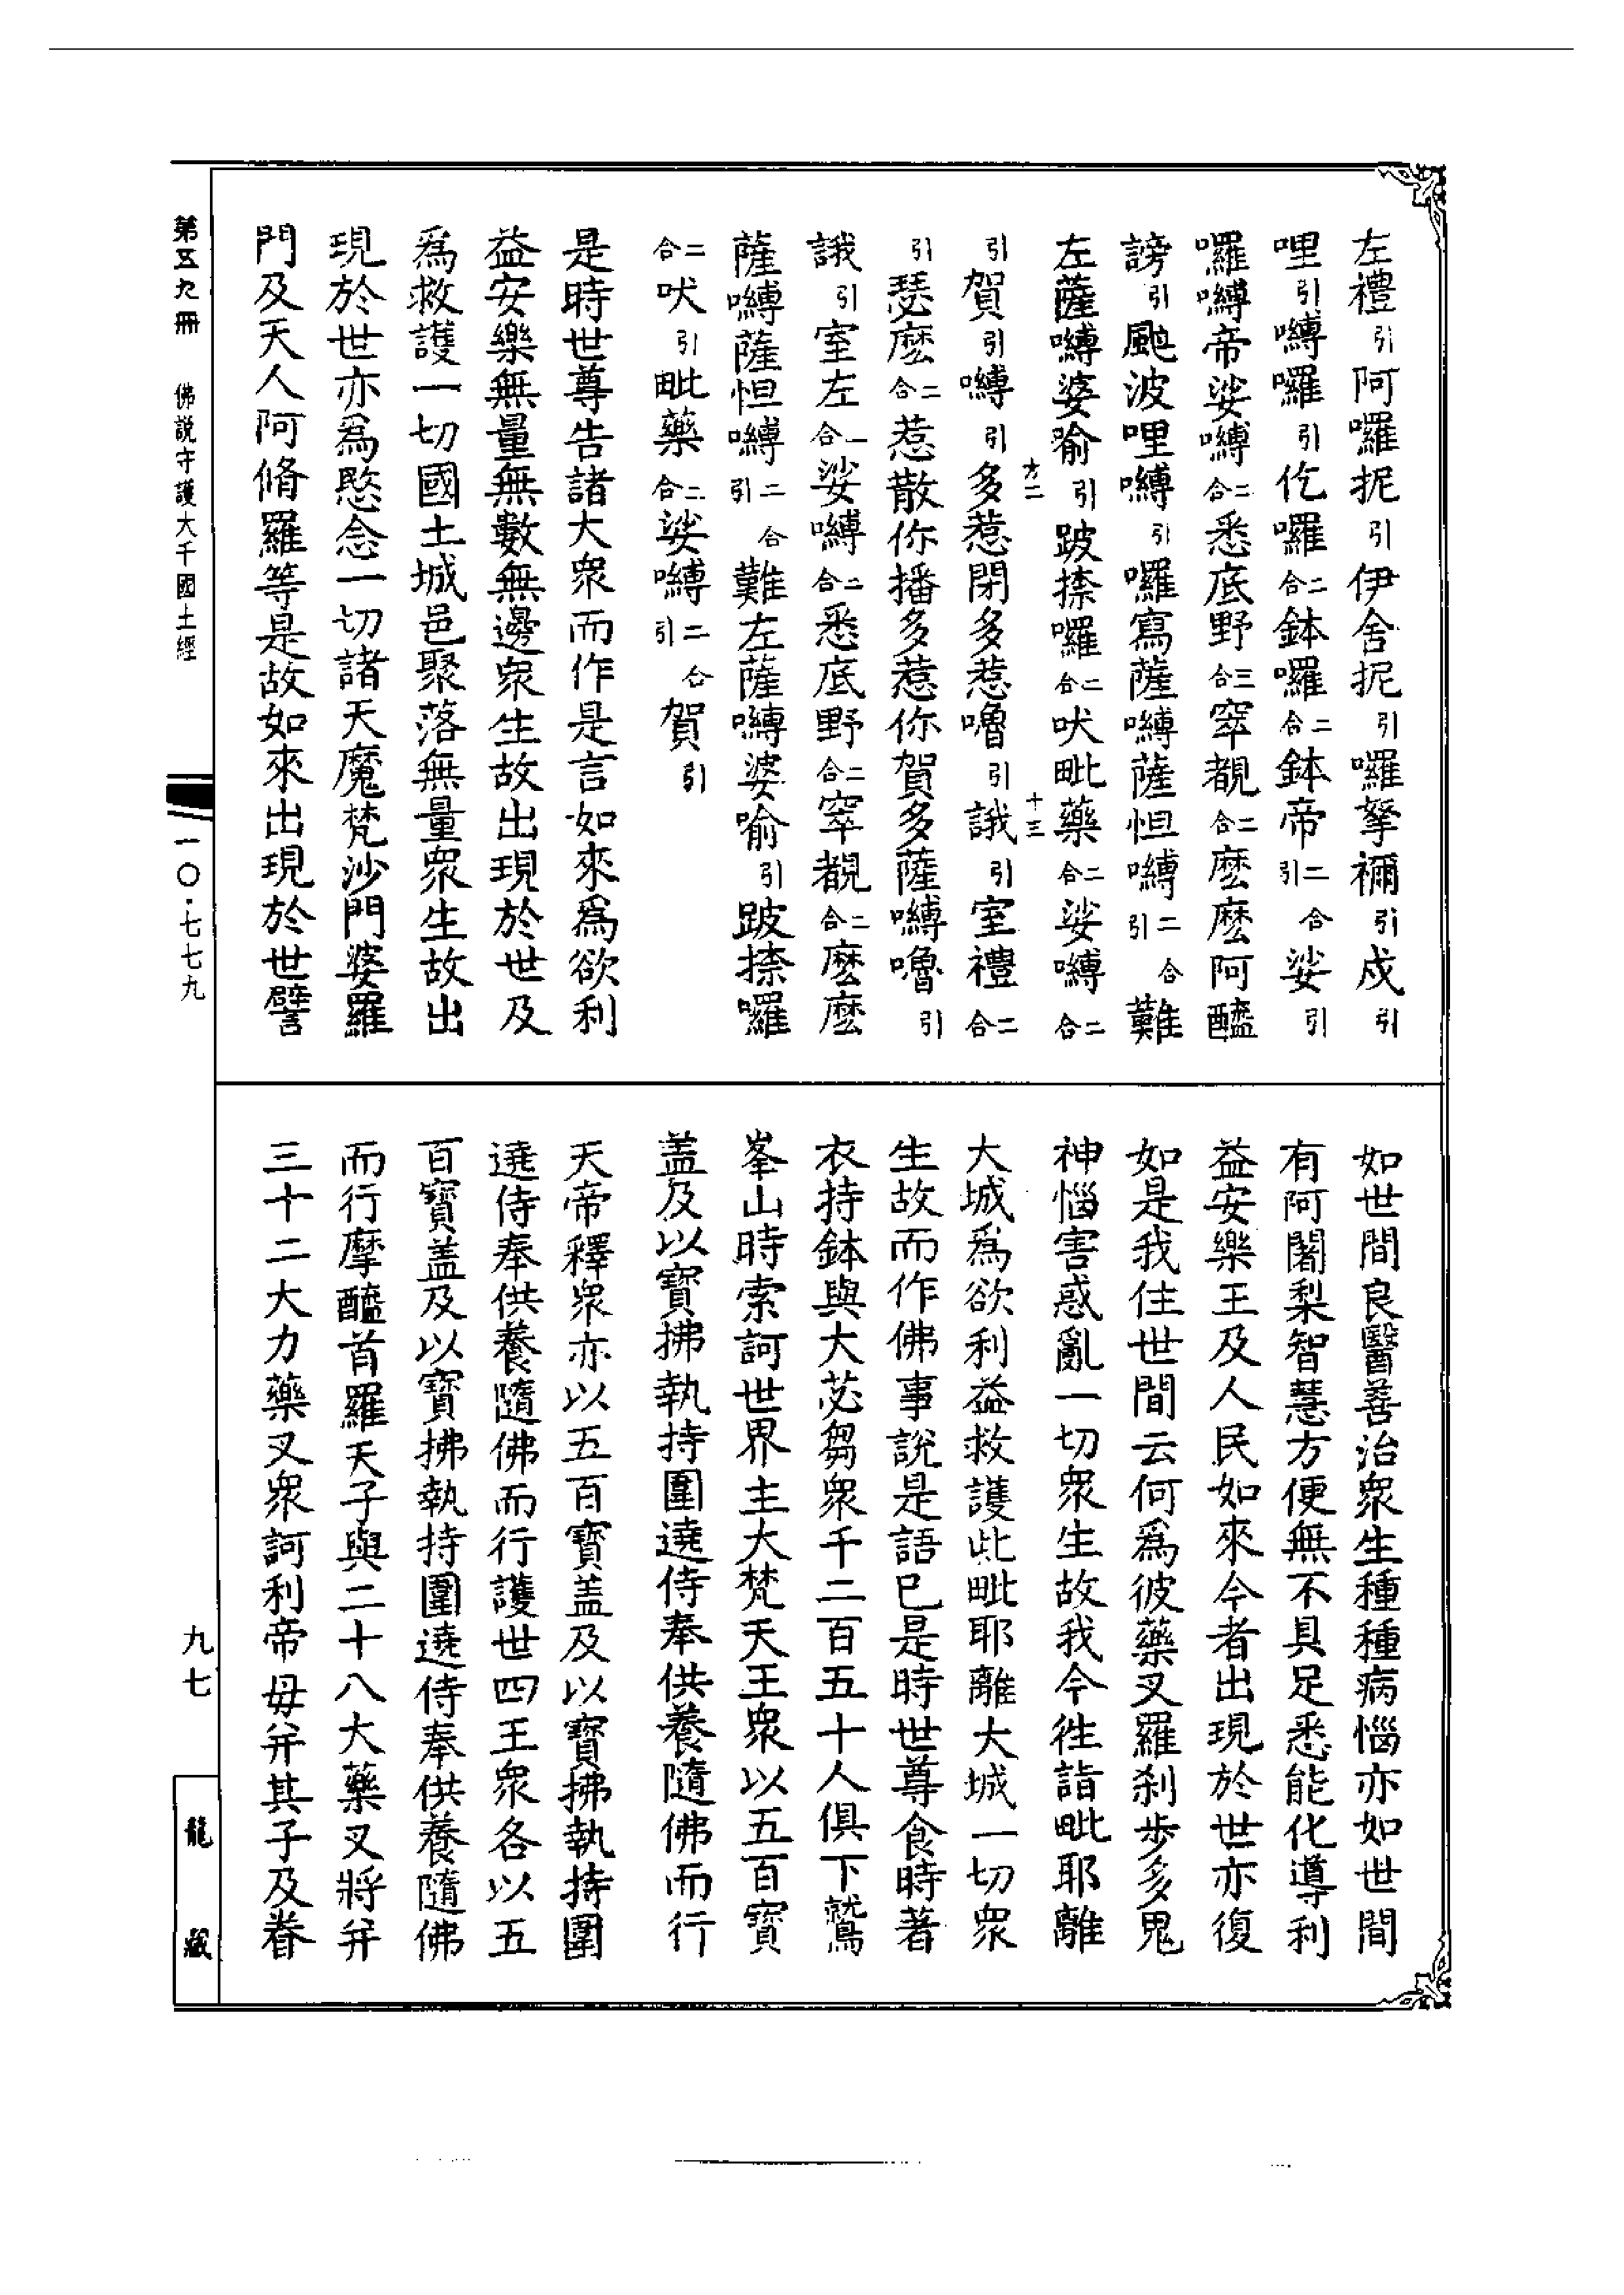 左禮引阿囉抳引伊舍抳引囉拏禰引戍引
哩引嚩囉引仡囉二合鉢囉二合鉢帝二合引娑引
囉嚩帝娑嚩二合悉底野三合窣覩二合麽麽阿醯
謗引颰波哩嚩引囉寫薩嚩薩怛嚩二合引難
左薩嚩婆喻引跛捺囉二合吠毗藥二合娑嚩二合
引賀引嚩引多惹閉多惹嚕引誐引室禮二合
十二
十三
引瑟麽二合惹散你播多惹你賀多薩嚩嚕引
誐引室左二合娑嚩二合悉底野二合窣覩二合麽麽
薩嚩薩怛嚩二合引難左薩嚩婆喻引跛捺囉
二合吠引毗藥二合娑嚩二合引賀引
是時世尊告諸大衆而作是言如來爲欲利
益安樂無量無數無邊衆生故出現於世及
爲救護一切國土城邑聚落無量衆生故出
現於世亦爲愍念一切諸天魔梵沙門婆羅
門及天人阿脩羅等是故如來出現於世譬
如世間良醫善治衆生種種病惱亦如世間
有阿闍梨智慧方便無不具足悉能化導利
益安樂王及人民如來今者出現於世亦復
如是我住世間云何爲彼藥叉羅刹步多鬼
神惱害惑亂一切衆生故我今徃詣毗耶離
大城爲欲利益救護此毗耶離大城一切衆
生故而作佛事說是語已是時世尊食時著
衣持鉢與大苾芻衆千二百五十人俱下鷲
峯山時索訶世界主大梵天王衆以五百寶
盖及以寶拂執持圍遶侍奉供養隨佛而行
天帝釋衆亦以五百寶盖及以寶拂執持圍
遶侍奉供養隨佛而行護世四王衆各以五
百寶盖及以寶拂執持圍遶侍奉供養隨佛
而行摩醯首羅天子與二十八大藥叉將并
三十二大力藥叉衆訶利帝母并其子及眷
第五九冊 佛説守護大千國土經
一〇·七七九
九七
龍藏